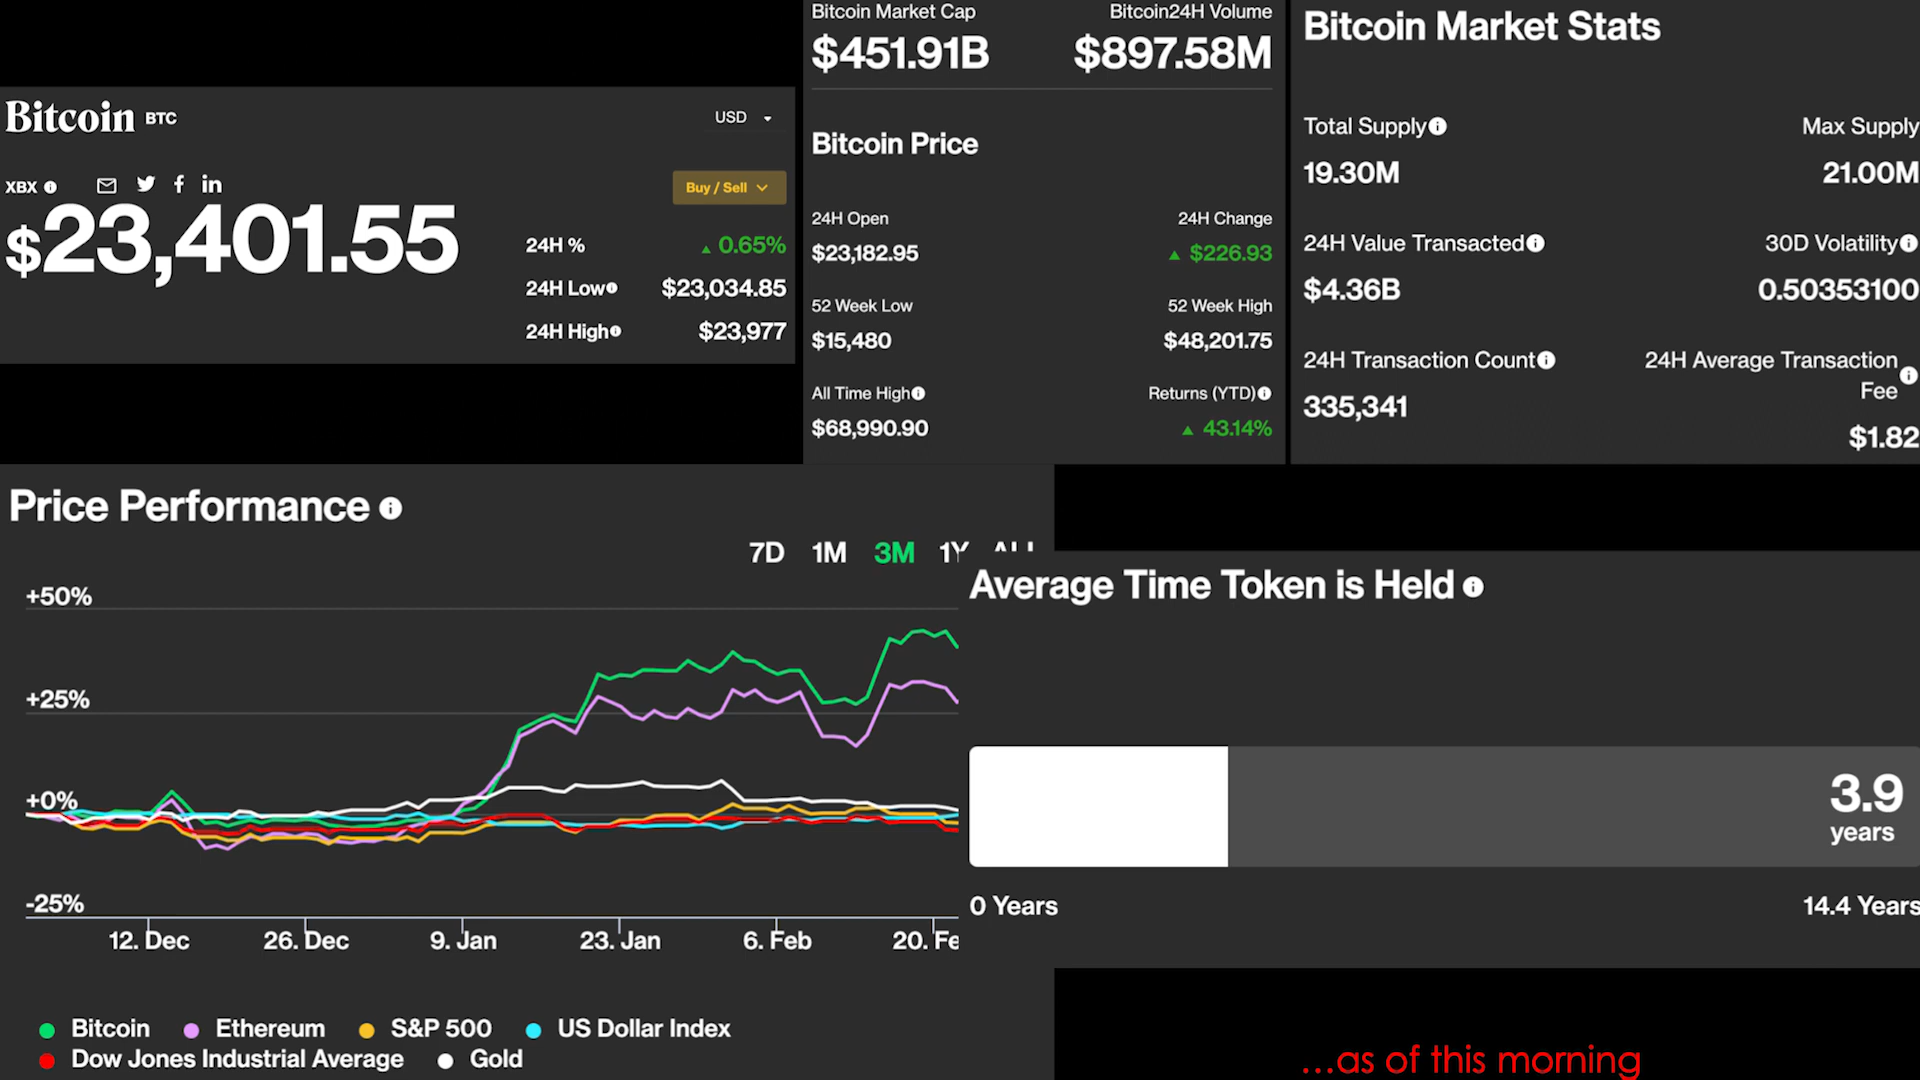 Bitcoin BTC
USD
XBX
Buy / Sell
$23,401.55
24H % 0.65%
24H Low $23,034.85
24H High $23,977
Bitcoin Market Cap Bitcoin24H Volume
$451.91B $897.58M
Bitcoin Price
24H Open 24H Change
$23,182.95 $226.93
52 Week Low 52 Week High
$15,480 $48,201.75
All Time High Returns (YTD)
$68,990.90 43.14%
Bitcoin Market Stats
Total Supply Max Supply
19.30M 21.00M
24H Value Transacted 30D Volatility
$4.36B 0.50353100
24H Transaction Count 24H Average Transaction
Fee
335,341
$1.82
Price Performance
7D 1M 3M 1Y ALL
+50%
+25%
+0%
-25%
12. Dec 26. Dec 9. Jan 23. Jan 6. Feb 20. Fe
Bitcoin Ethereum S&P 500 US Dollar Index
Dow Jones Industrial Average Gold
Average Time Token is Held
3.9
years
0 Years 14.4 Years
...as of this morning